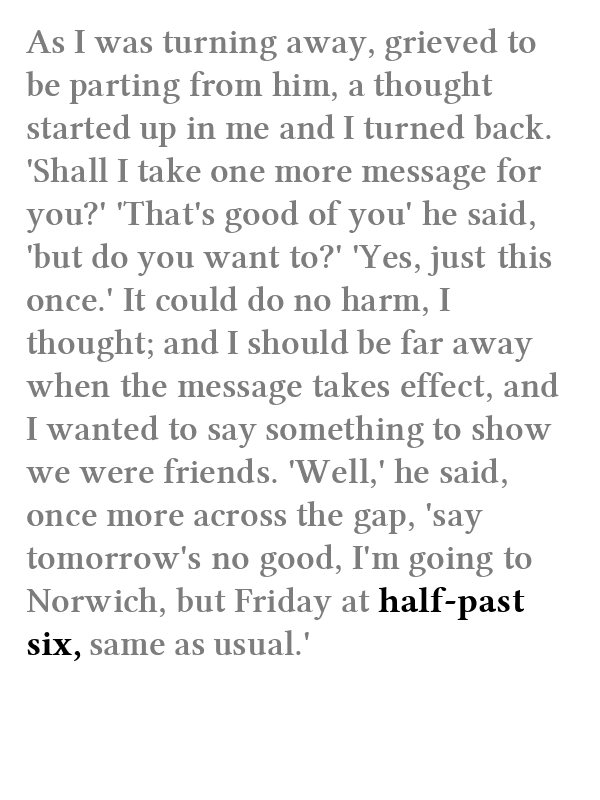 As I was turning away, grieved to
be parting from him, a thought
started up in me and I turned back.
'Shall I take one more message for
you?' 'That's good of you' he said,
'but do you want to?' 'Yes, just this
once.' It could do no harm, I
thought; and I should be far away
when the message takes effect, and
I wanted to say something to show
we were friends. 'Well,' he said,
once more across the gap, 'say
tomorrow's no good, I'm going to
Norwich, but Friday at half-past
six, same as usual.'